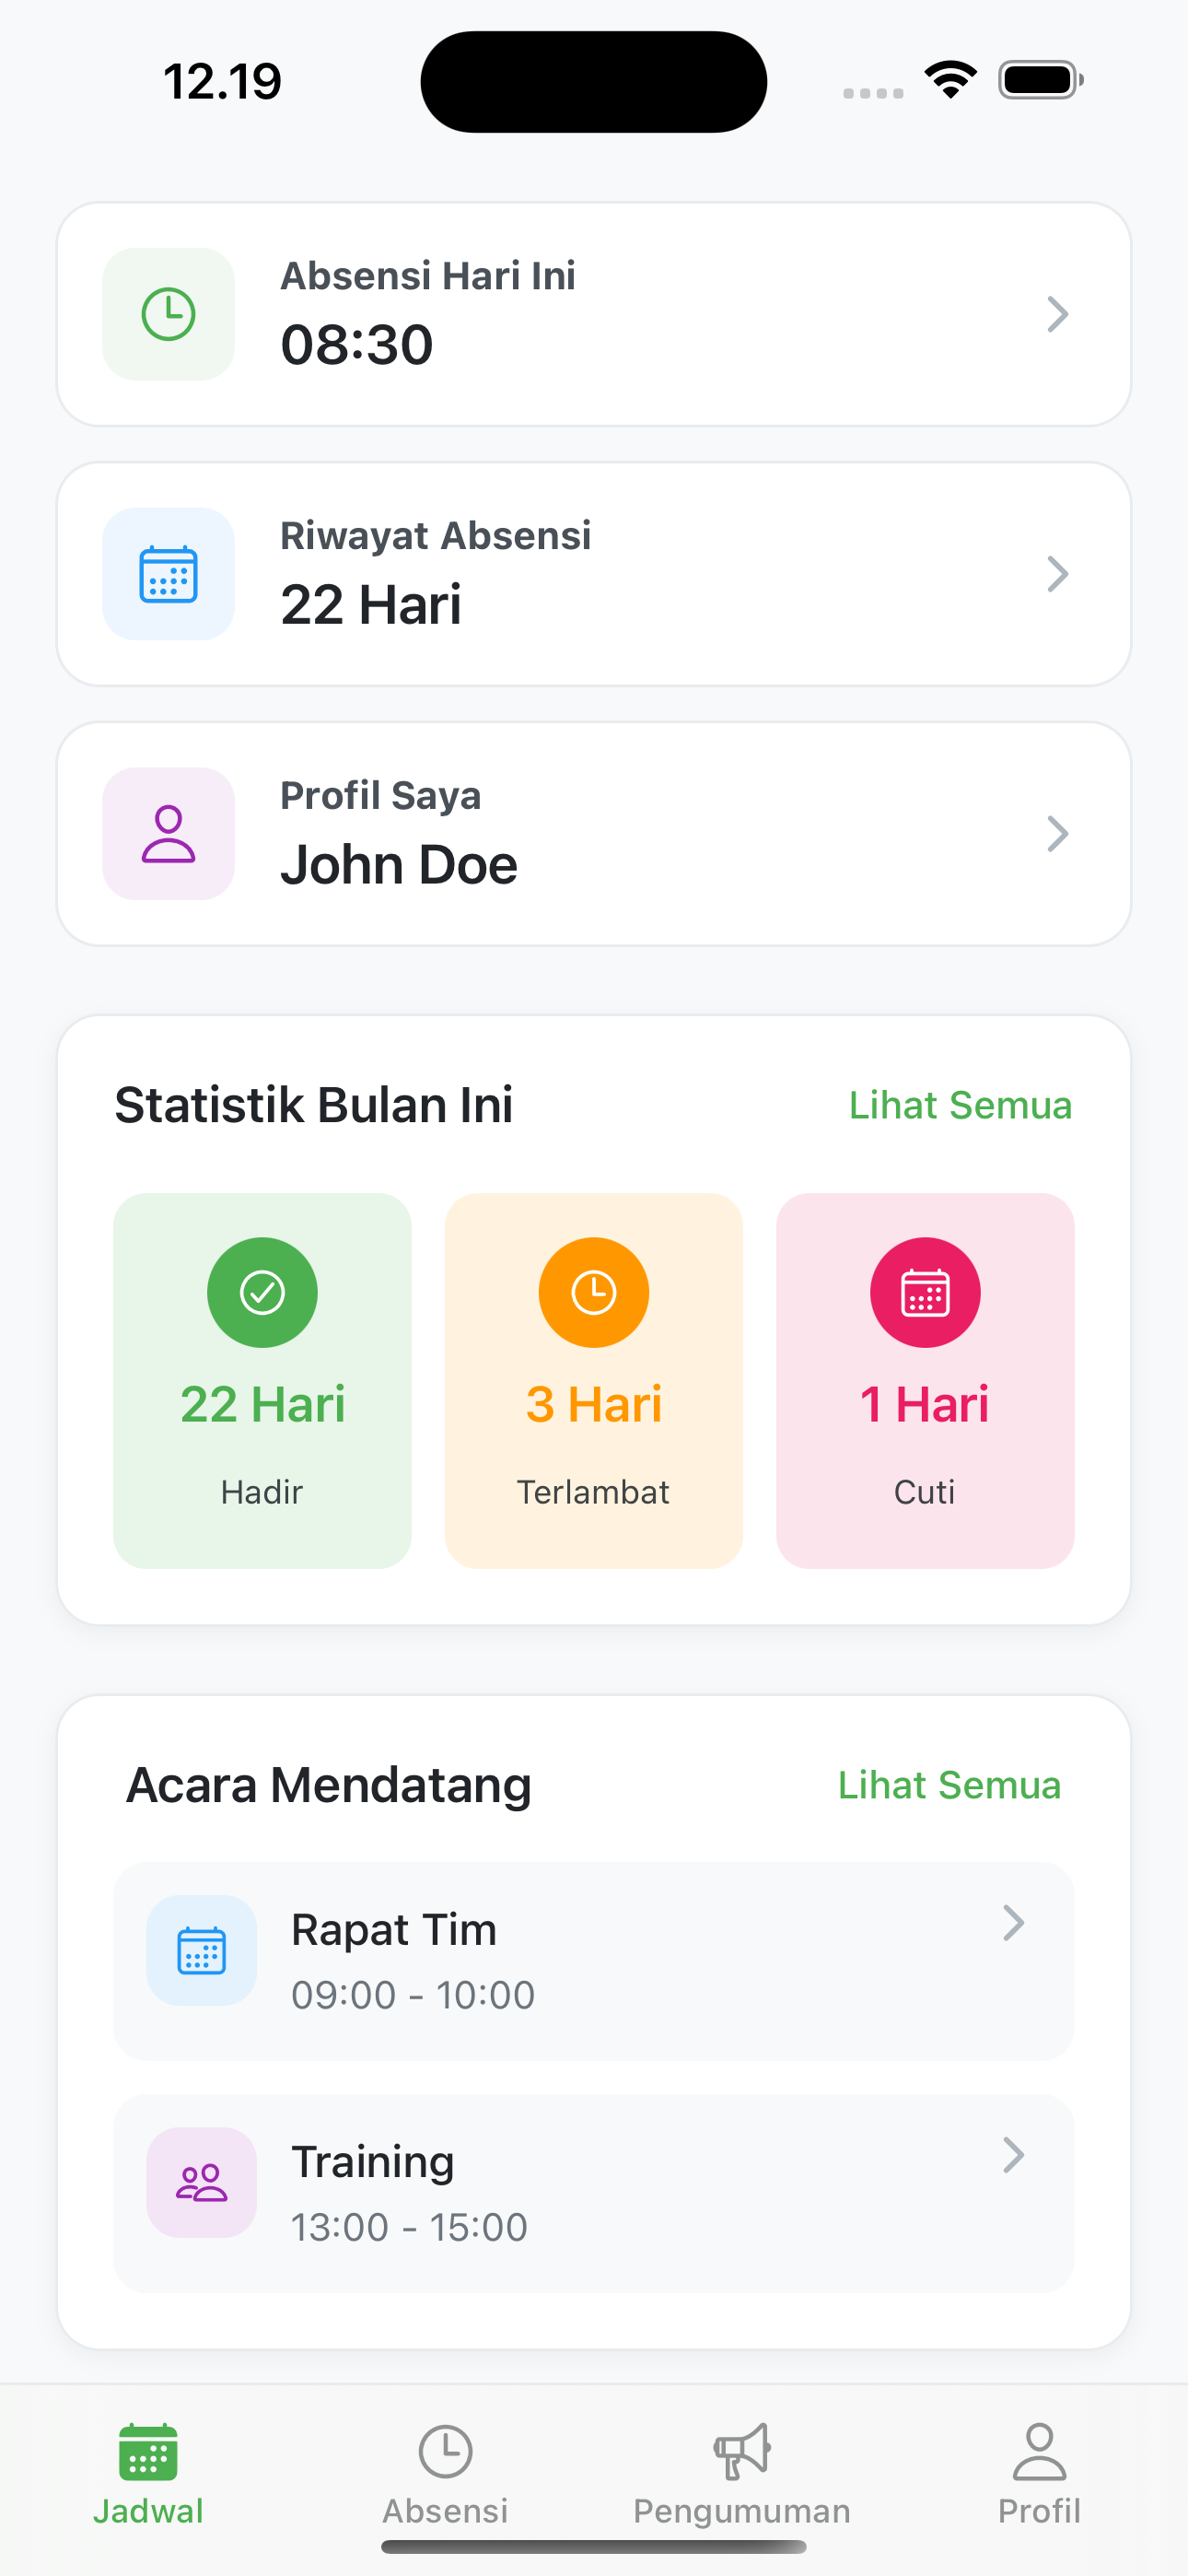 12.19
Absensi Hari Ini
08:30
Riwayat Absensi
22 Hari
Profil Saya
John Doe
Statistik Bulan Ini
Lihat Semua
22 Hari
Hadir
3 Hari
Terlambat
1 Hari
Cuti
Acara Mendatang
Lihat Semua
Rapat Tim
09:00 - 10:00
Training
13:00 - 15:00
Jadwal
Absensi
Pengumuman
Profil